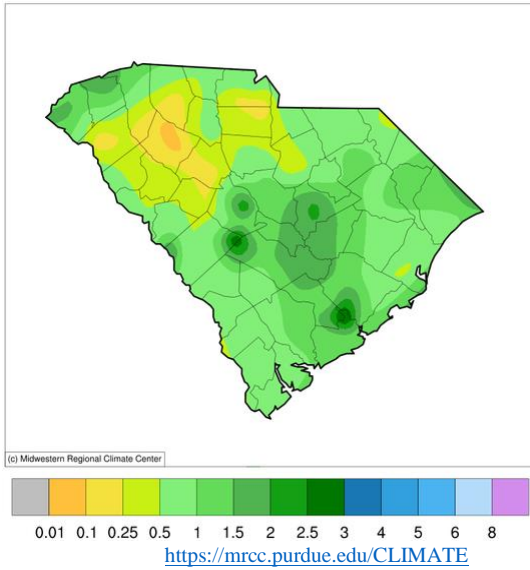 (c) Midwestern Regional Climate Center
0.01 0.1 0.25 0.5 1 1.5 2 2.5 3 4 5 6 8
https://mrcc.purdue.edu/CLIMATE